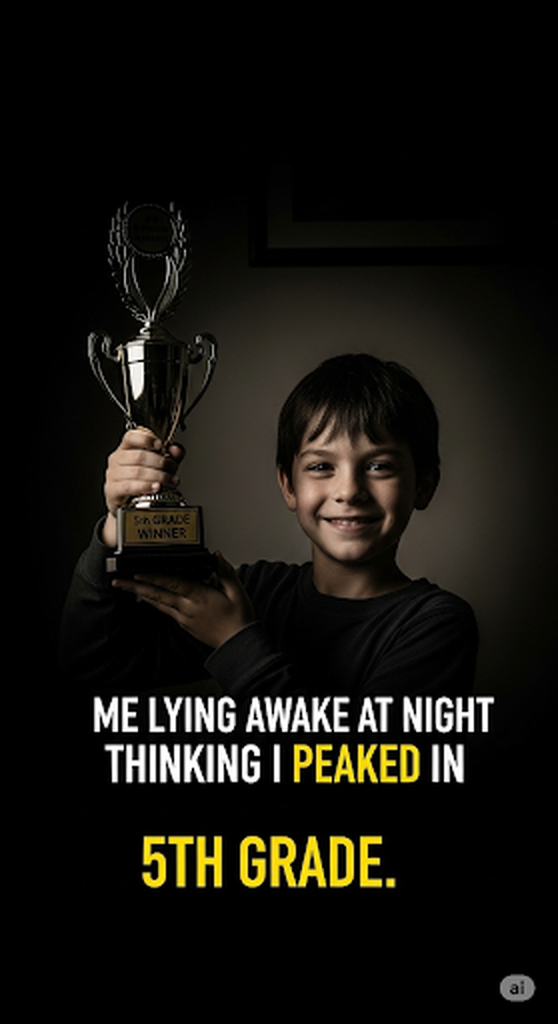 5th GRADE
WINNER
ME LYING AWAKE AT NIGHT
THINKING I PEAKED IN
5TH GRADE.
ai